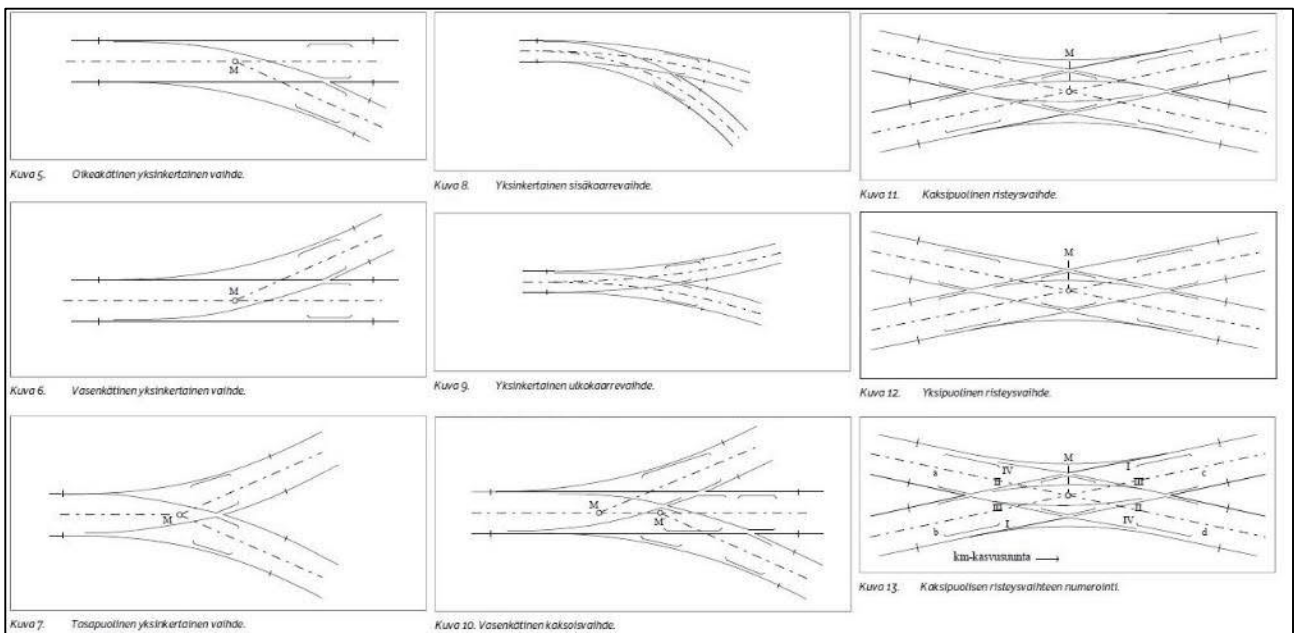 M
Kuva 5. Oikeakätinen yksinkertainen vaihde.
M
Kuva 6. Vasenkätinen yksinkertainen vaihde.
M
Kuva 7. Tasapuolinen yksinkertainen vaihde.
Kuva 8. Yksinkertainen sisäkaarrevaihde.
Kuva 9. Yksinkertainen ulkokaarrevaihde.
M
M
Kuva 10. Vasenkätinen kaksoisvaihde.
M
Kuva 11. Kaksipuolinen risteysvaihde.
M
Kuva 12. Yksipuolinen risteysvaihde.
M
a IV I c
II III
III II
b I IV d
km-kasvusuunta
Kuva 13. Kaksipuolisen risteysvaihteen numerointi.